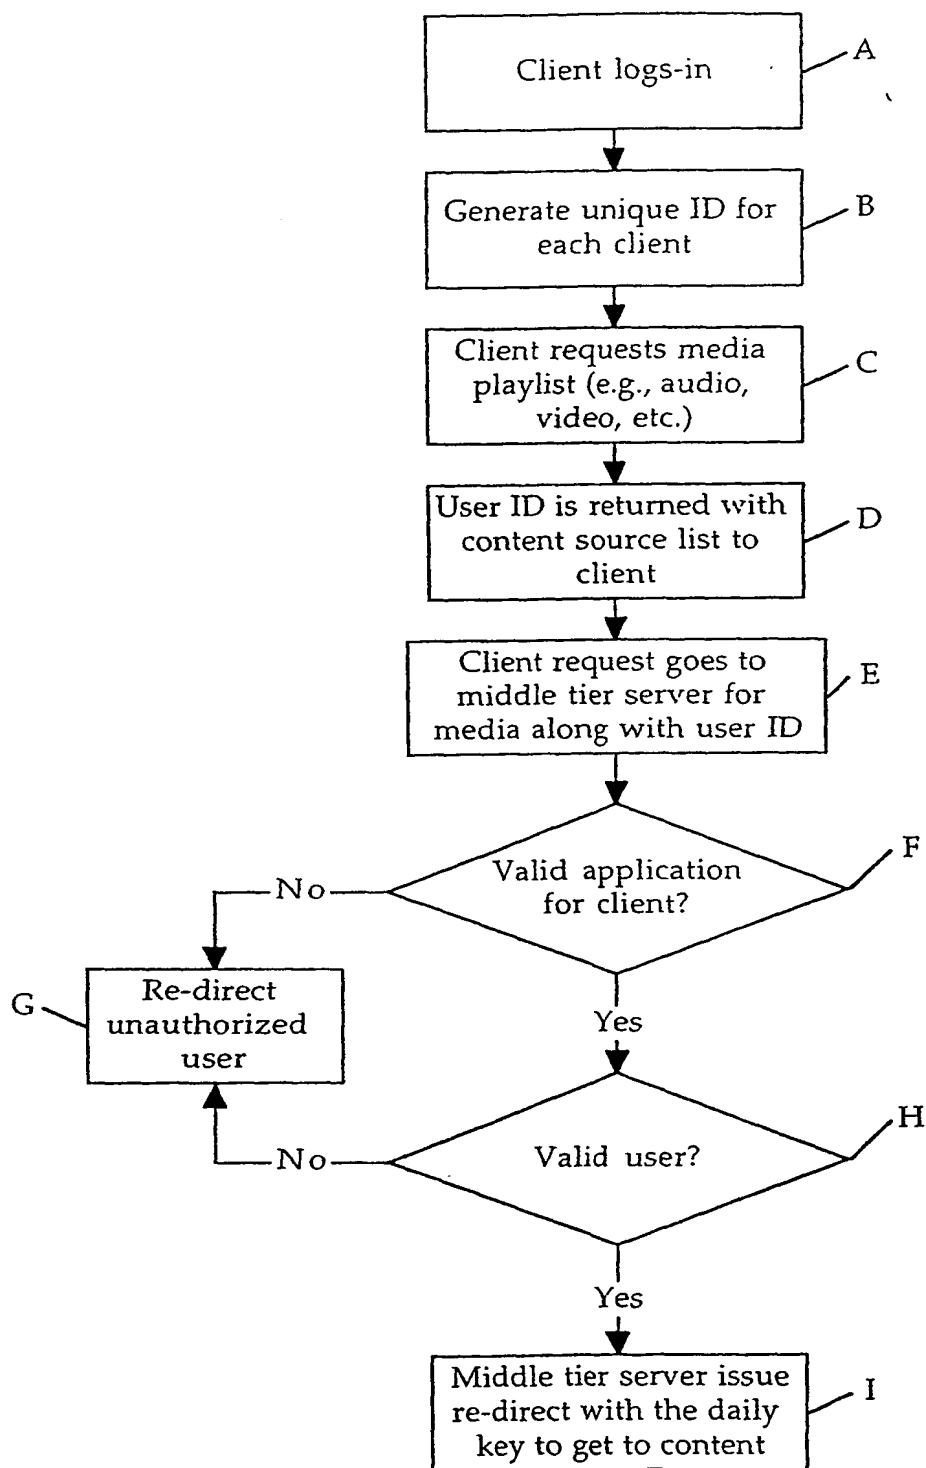 Client logs-in
A
Generate unique ID for
each client
B
Client requests media
playlist (e.g., audio,
video, etc.)
C
User ID is returned with
content source list to
client
D
Client request goes to
middle tier server for
media along with user ID
E
Valid application
for client?
F
No
Re-direct
unauthorized
user
G
Yes
Valid user?
H
No
Yes
Middle tier server issue
re-direct with the daily
key to get to content
I